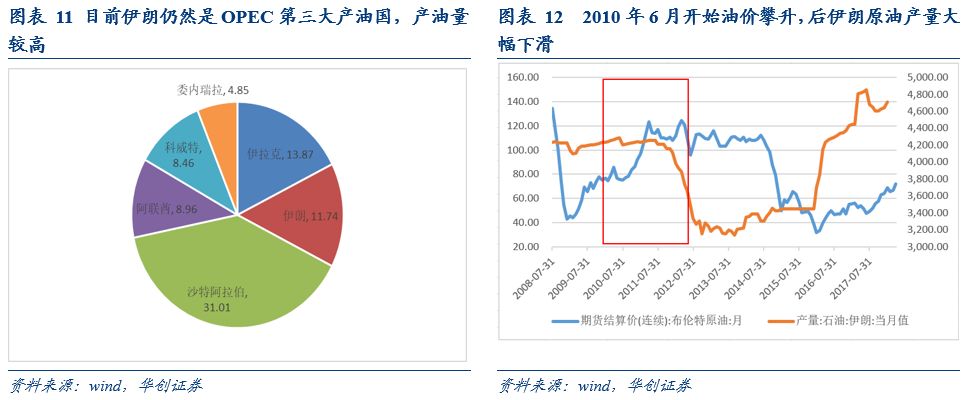 图表 11 目前伊朗仍然是 OPEC 第三大产油国，产油量
较高
委内瑞拉, 4.85
科威特,
8.46
伊拉克, 13.87
阿联酋, 8.96
伊朗, 11.74
沙特阿拉伯,
31.01
资料来源：wind，华创证券
图表 12 2010 年 6 月开始油价攀升，后伊朗原油产量大
幅下滑
160.00
140.00
120.00
100.00
80.00
60.00
40.00
20.00
5,000.00
4,800.00
4,600.00
4,400.00
4,200.00
4,000.00
3,800.00
3,600.00
3,400.00
3,200.00
3,000.00
2008-07-31
2009-07-31
2010-07-31
2011-07-31
2012-07-31
2013-07-31
2014-07-31
2015-07-31
2016-07-31
2017-07-31
期货结算价(连续):布伦特原油:月
产量:石油:伊朗:当月值
资料来源：wind，华创证券